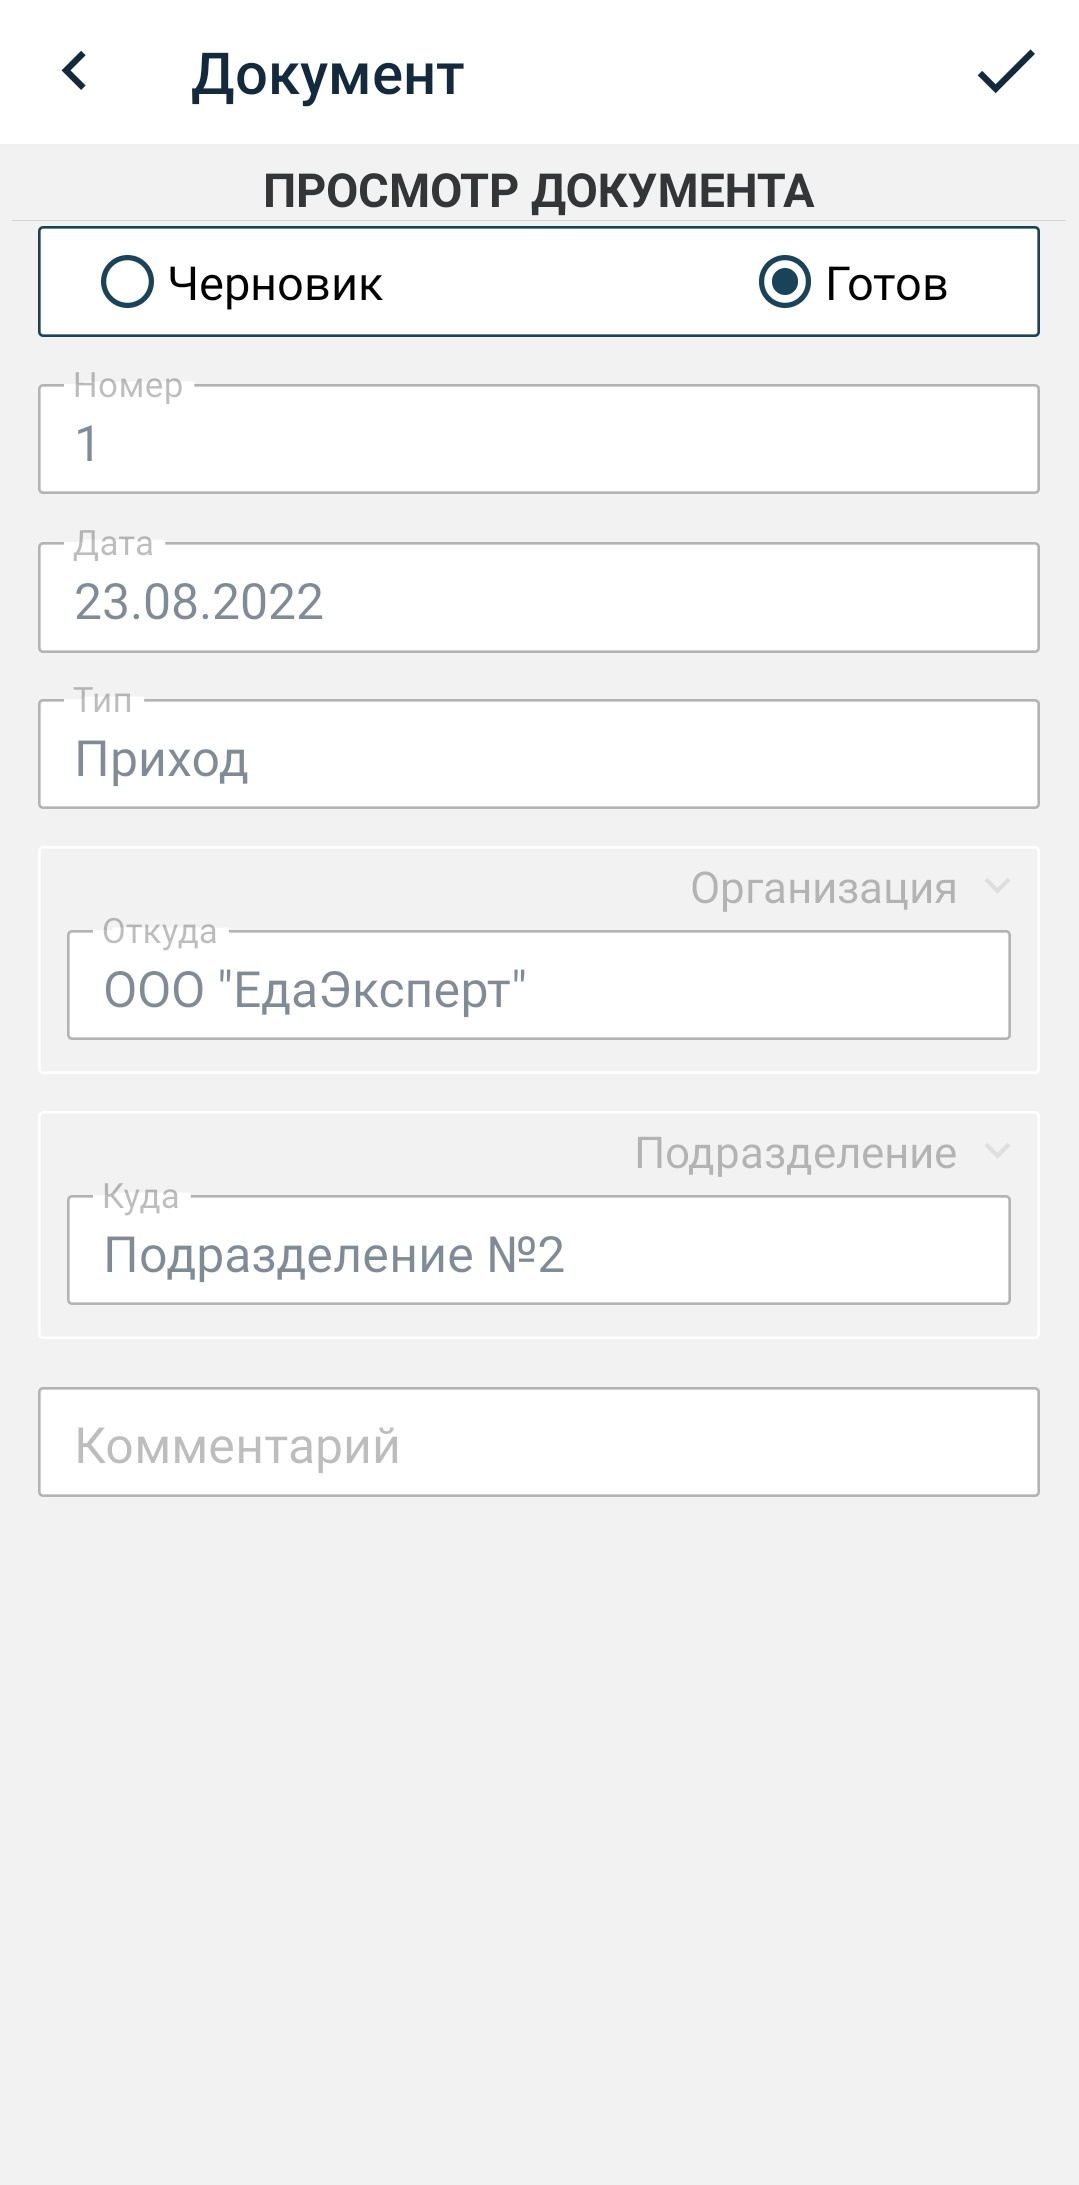 Документ
ПРОСМОТР ДОКУМЕНТА
Черновик Готов
Номер
1
Дата
23.08.2022
Тип
Приход
Организация
Откуда
ООО "ЕдаЭксперт"
Подразделение
Куда
Подразделение №2
Комментарий